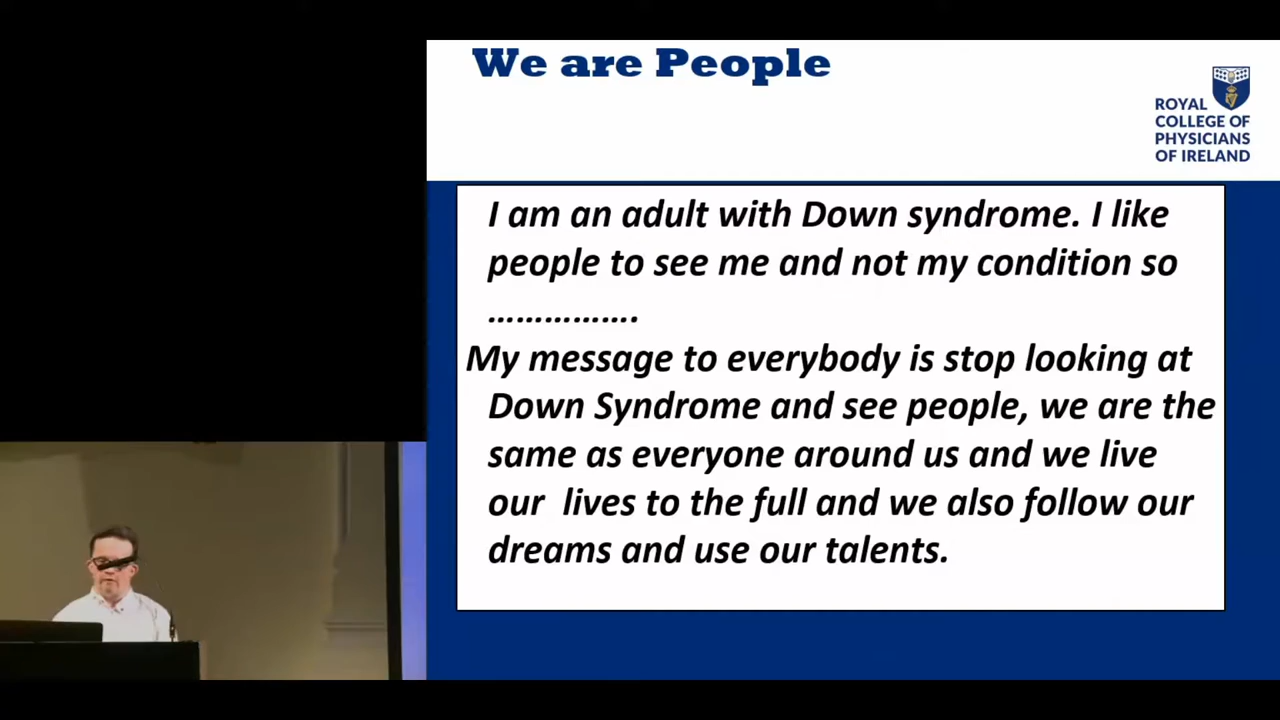 We are People
ROYAL
COLLEGE OF
PHYSICIANS
OF IRELAND
I am an adult with Down syndrome. I like
people to see me and not my condition so
…………….
My message to everybody is stop looking at
Down Syndrome and see people, we are the
same as everyone around us and we live
our lives to the full and we also follow our
dreams and use our talents.